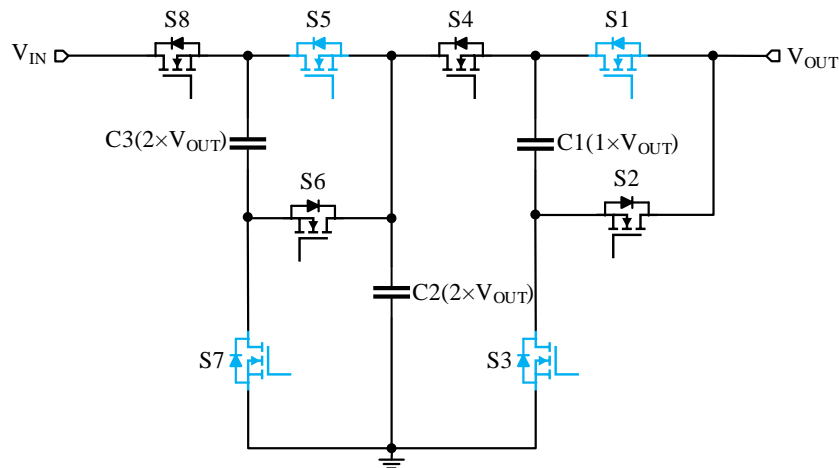 S8
S5
S4
S1
VIN
VOUT
C3(2×VOUT)
C1(1×VOUT)
S6
S2
C2(2×VOUT)
S7
S3